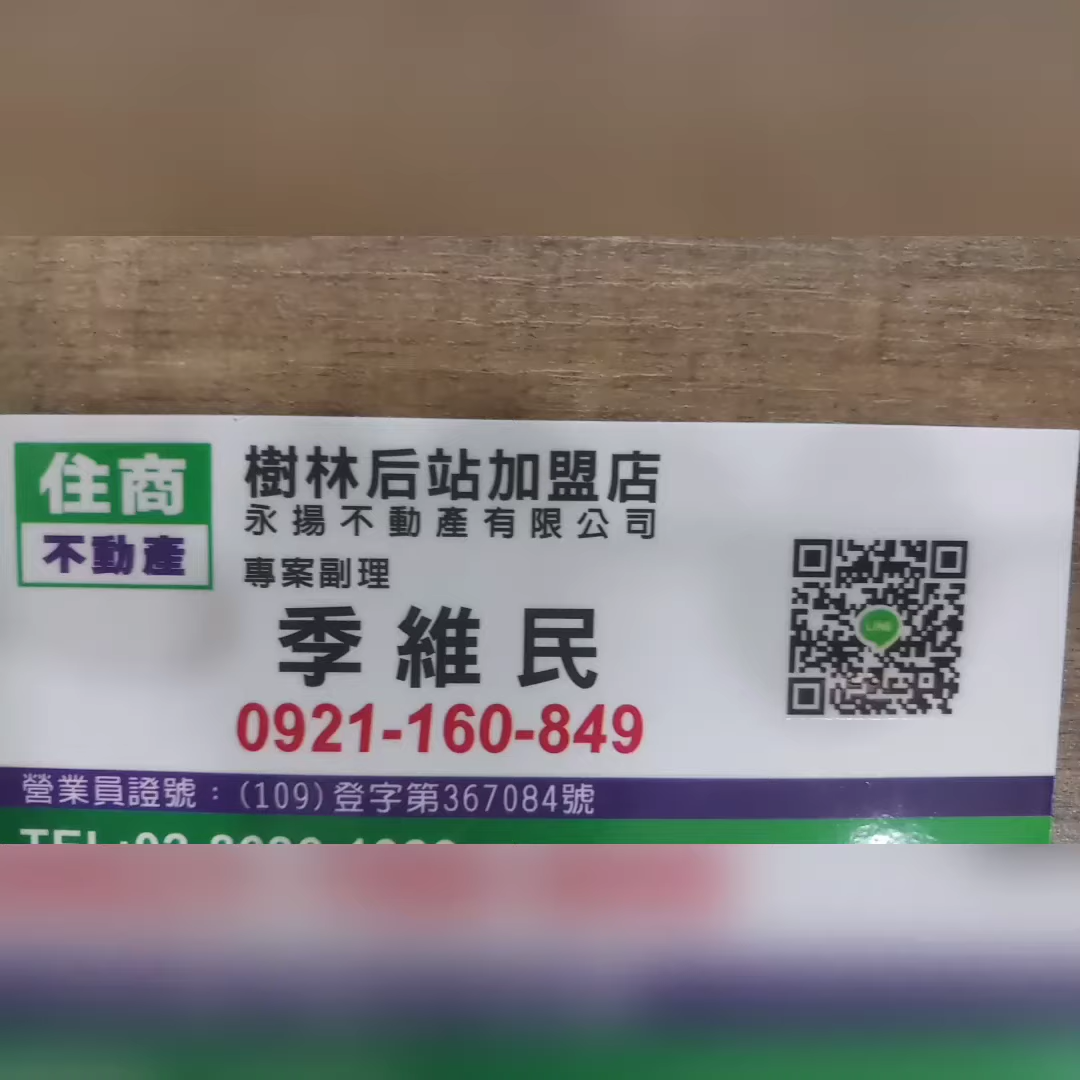 住商
不動產
樹林后站加盟店
永揚不動產有限公司
專案副理
季維民
0921-160-849
LINE
營業員證號：(109)登字第367084號